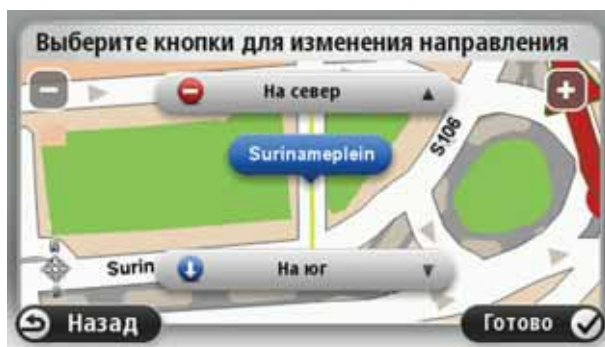 Выберите кнопки для изменения направления
На север
Surinameplein
S106
Surin
На юг
Назад
Готово